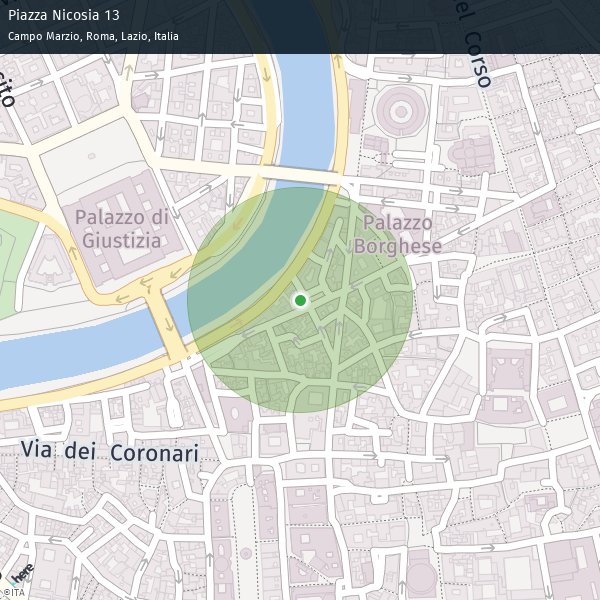 Piazza Nicosia 13
Campo Marzio, Roma, Lazio, Italia
el Corso
cito
Palazzo di
Giustizia
Palazzo
Borghese
Via dei Coronari
here
©ITA